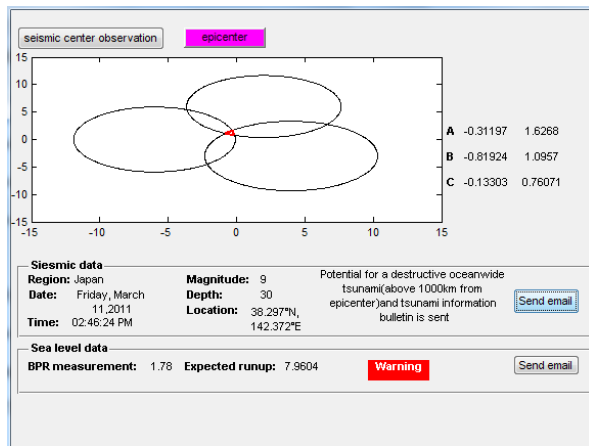 seismic center observation
epicenter
15
10
5
0
-5
-10
-15
-15
-10
-5
0
5
10
15
A -0.31197 1.6268
B -0.81924 1.0957
C -0.13303 0.76071
Siesmic data
Region: Japan
Date: Friday, March
11,2011
Time: 02:46:24 PM
Magnitude: 9
Depth: 30
Location: 38.297°N,
142.372°E
Potential for a destructive oceanwide
tsunami(above 1000km from
epicenter)and tsunami information
bulletin is sent
Send email
Sea level data
BPR measurement: 1.78 Expected runup: 7.9604
Warning
Send email